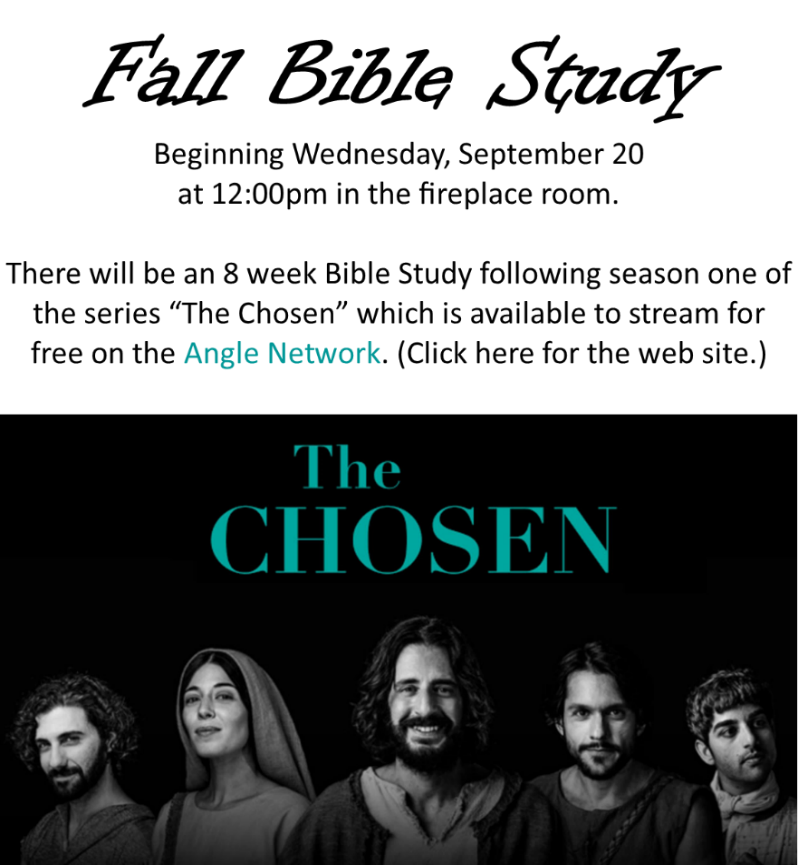 Fall Bible Study
Beginning Wednesday, September 20
at 12:00pm in the fireplace room.
There will be an 8 week Bible Study following season one of
the series “The Chosen” which is available to stream for
free on the Angle Network. (Click here for the web site.)
The
CHOSEN